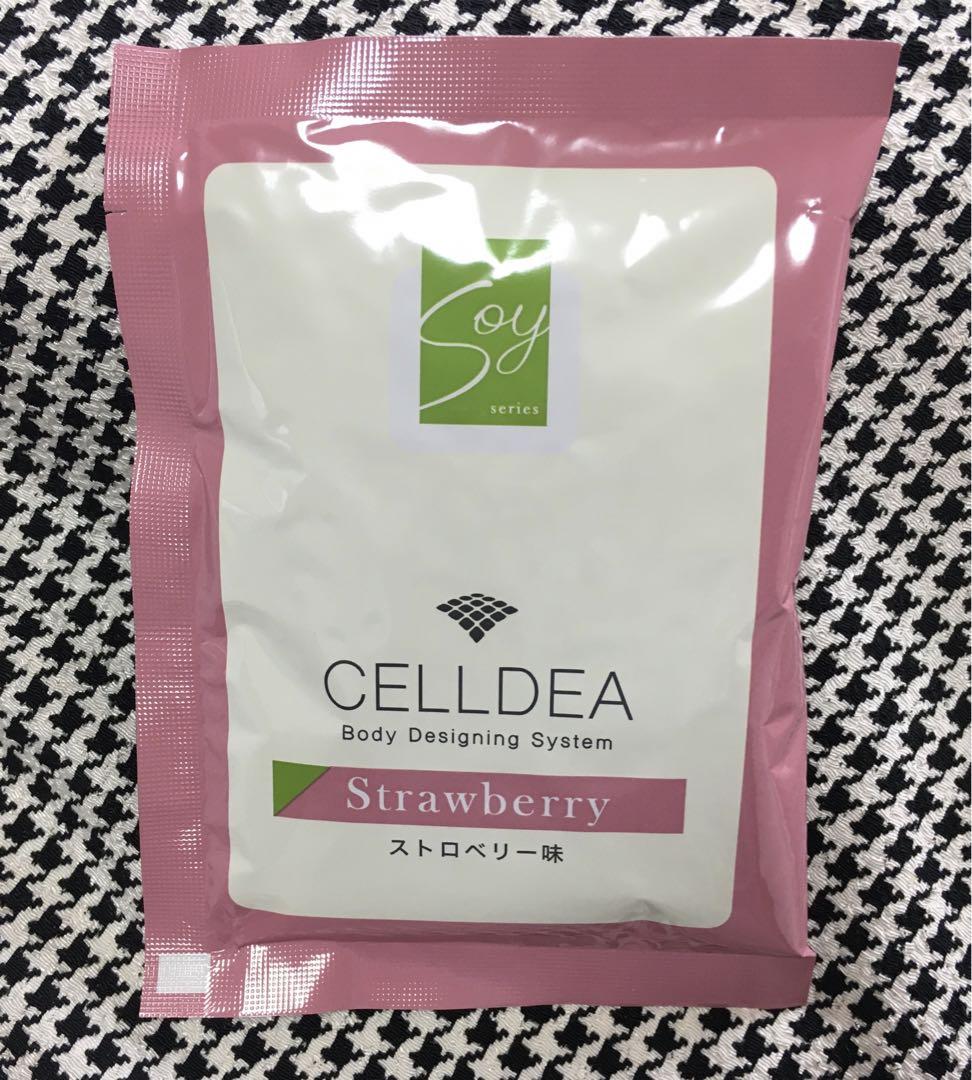 Soy
series
CELLDEA
Body Designing System
Strawberry
ストロベリー味